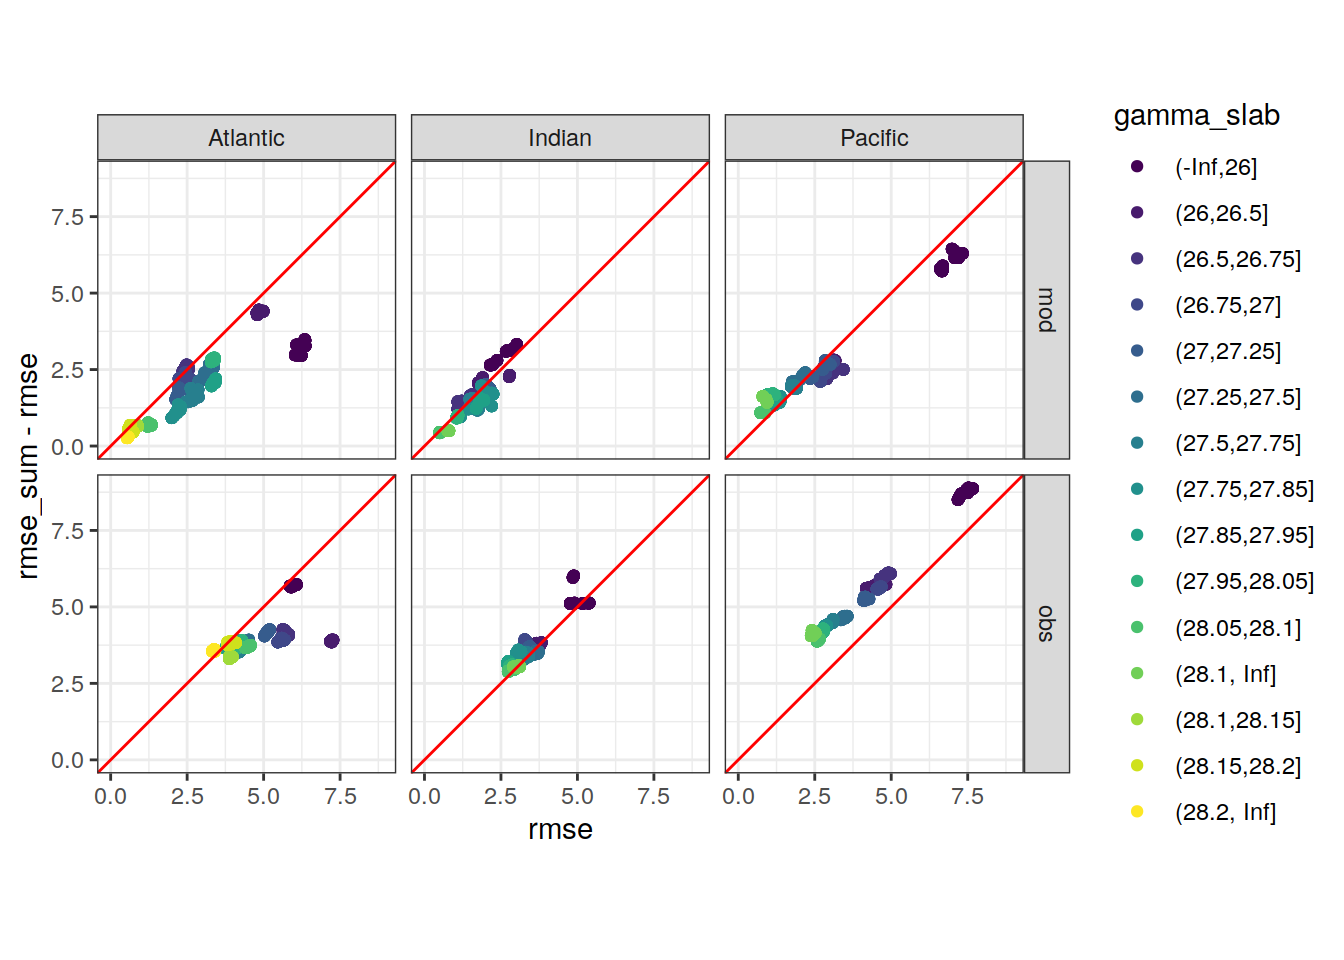 Atlantic
Indian
Pacific
7.5
5.0
2.5
0.0
mod
7.5
5.0
2.5
0.0
obs
0.0 2.5 5.0 7.5
0.0 2.5 5.0 7.5
0.0 2.5 5.0 7.5
rmse
rmse_sum - rmse
gamma_slab
(-Inf,26]
(26,26.5]
(26.5,26.75]
(26.75,27]
(27,27.25]
(27.25,27.5]
(27.5,27.75]
(27.75,27.85]
(27.85,27.95]
(27.95,28.05]
(28.05,28.1]
(28.1, Inf]
(28.1,28.15]
(28.15,28.2]
(28.2, Inf]